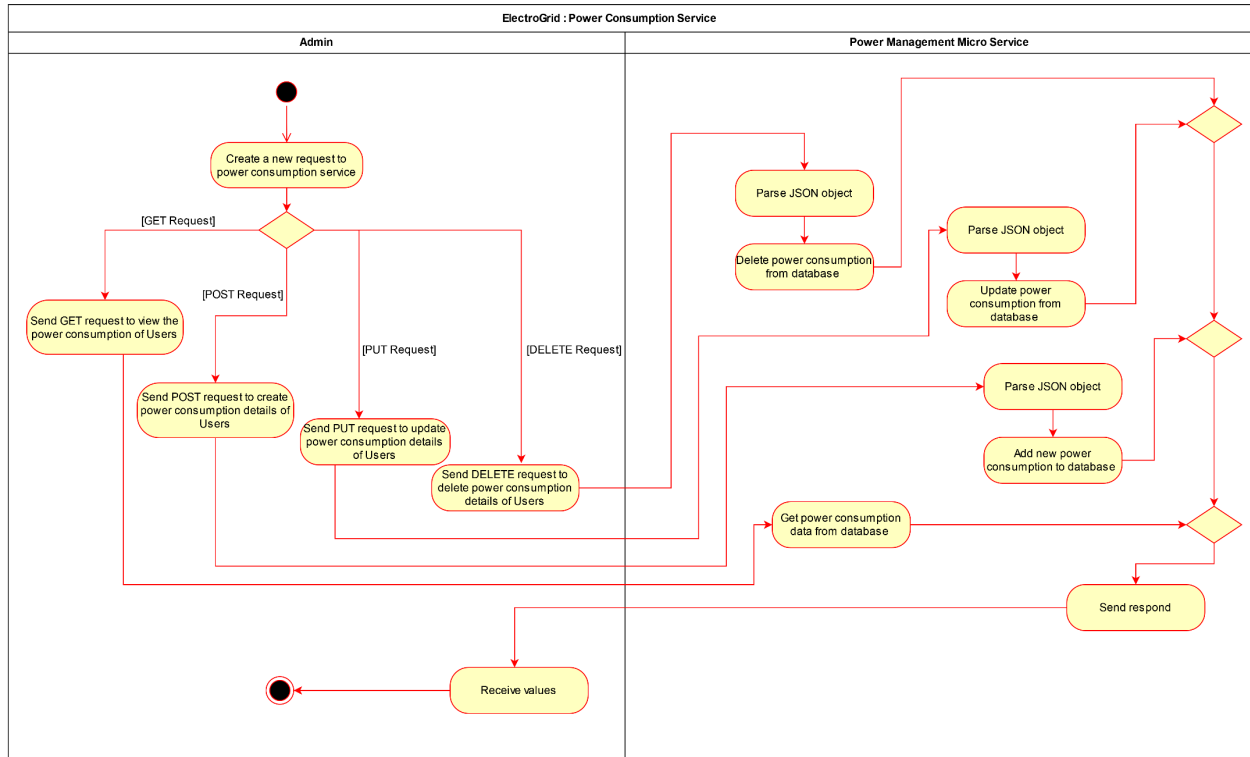 ElectroGrid : Power Consumption Service
Admin
Power Management Micro Service
Create a new request to
power consumption service
[GET Request]
[POST Request]
[PUT Request]
[DELETE Request]
Send GET request to view the
power consumption of Users
Send POST request to create
power consumption details of
Users
Send PUT request to update
power consumption details
of Users
Send DELETE request to
delete power consumption
details of Users
Parse JSON object
Delete power consumption
from database
Parse JSON object
Update power
consumption from
database
Parse JSON object
Add new power
consumption to database
Get power consumption
data from database
Send respond
Receive values